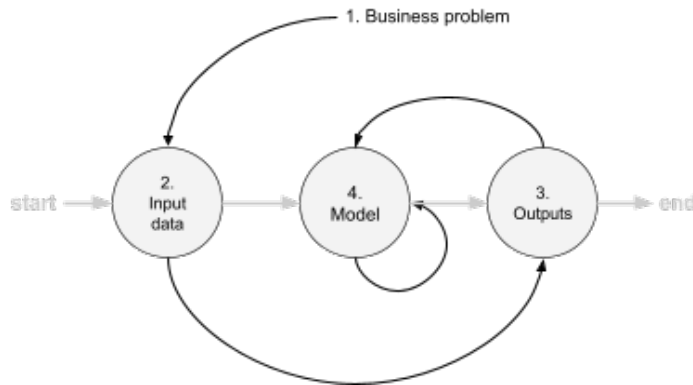 1. Business problem
start
2.
Input
data
4.
Model
3.
Outputs
end